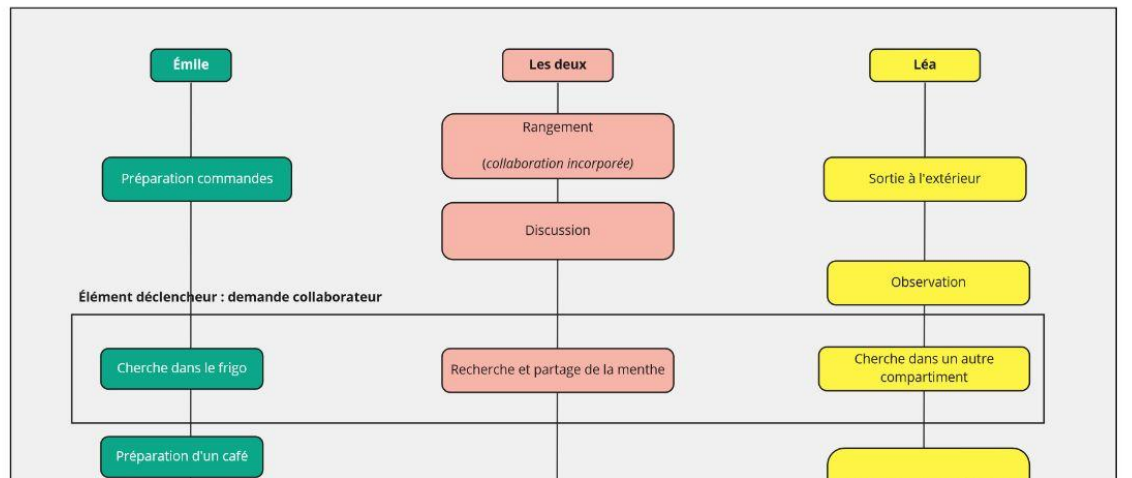 Émile
Les deux
Léa
Rangement
(collaboration incorporée)
Préparation commandes
Sortie à l'extérieur
Discussion
Observation
Élément déclencheur : demande collaborateur
Cherche dans le frigo
Recherche et partage de la menthe
Cherche dans un autre
compartiment
Préparation d'un café